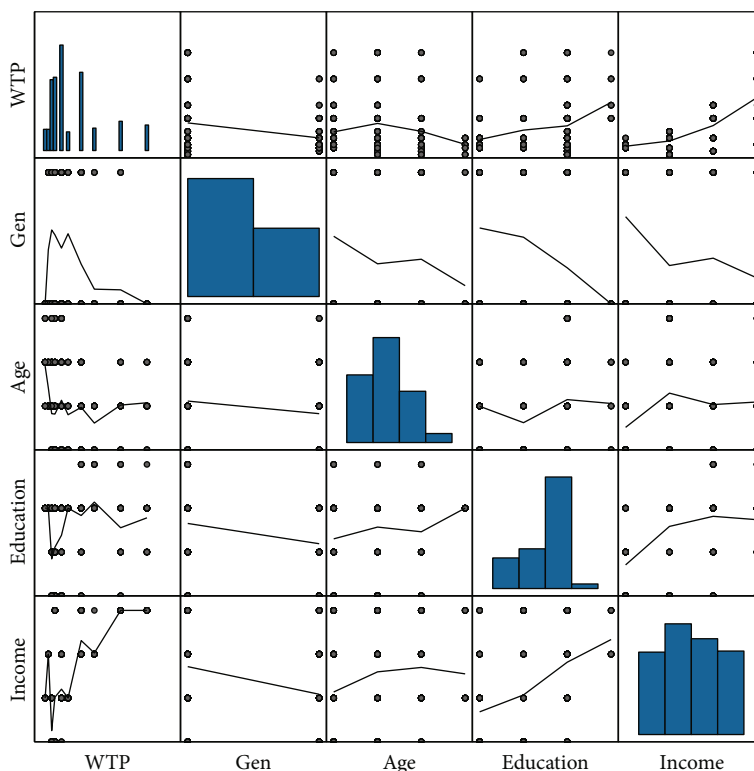 WTP
Gen
Age
Education
Income
WTP
Gen
Age
Education
Income